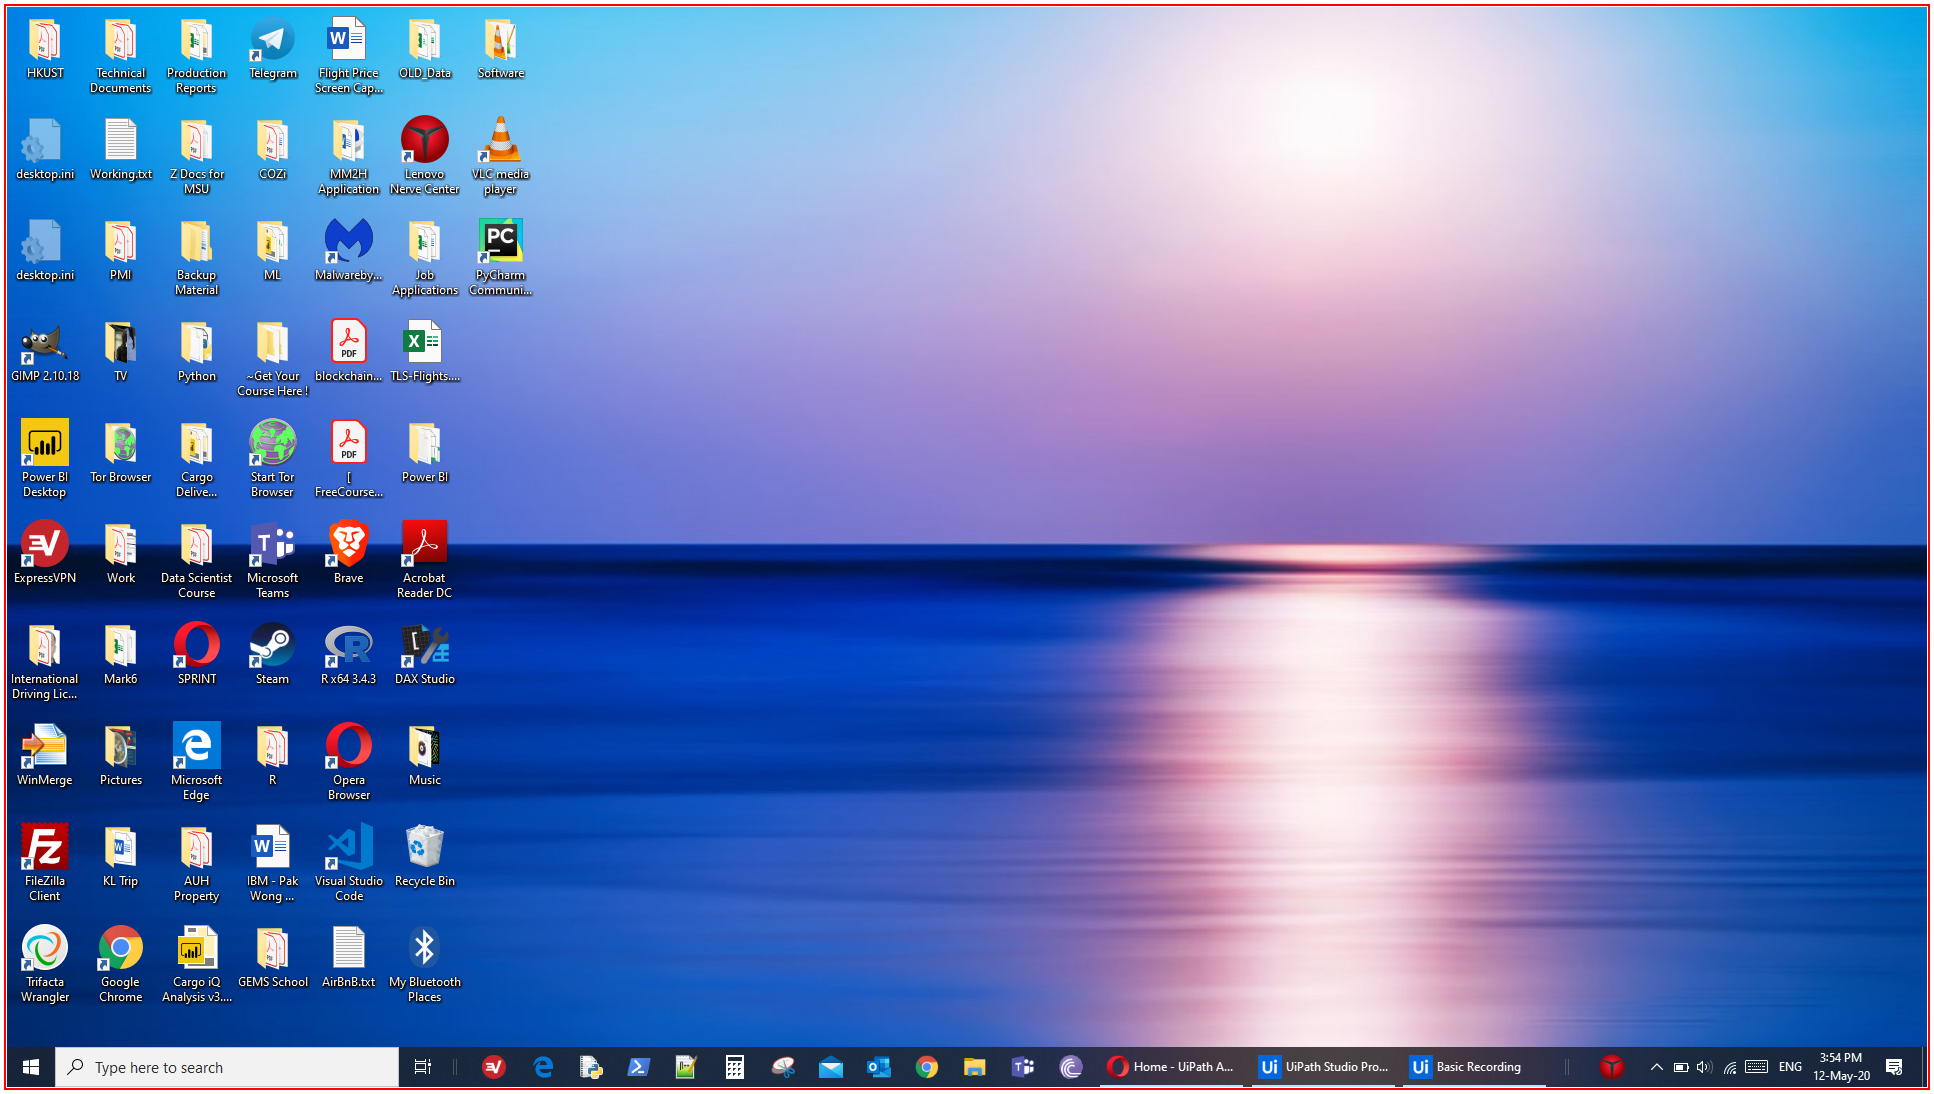 HKUST
Technical
Documents
Production
Reports
Telegram
Flight Price
Screen Cap...
OLD_Data
Software
desktop.ini
Working.txt
Z Docs for
MSU
COZi
MM2H
Application
Lenovo
Nerve Center
VLC media
player
desktop.ini
PMI
Backup
Material
ML
Malwareby...
Job
Applications
PyCharm
Communi...
GIMP 2.10.18
TV
Python
~Get Your
Course Here !
blockchain...
TLS-Flights....
Power BI
Desktop
Tor Browser
Cargo
Delive...
Start Tor
Browser
[
FreeCourse...
Power BI
ExpressVPN
Work
Data Scientist
Course
Microsoft
Teams
Brave
Acrobat
Reader DC
International
Driving Lic...
Mark6
SPRINT
Steam
R x64 3.4.3
DAX Studio
WinMerge
Pictures
Microsoft
Edge
R
Opera
Browser
Music
FileZilla
Client
KL Trip
AUH
Property
IBM - Pak
Wong ...
Visual Studio
Code
Recycle Bin
Trifacta
Wrangler
Google
Chrome
Cargo iQ
Analysis v3....
GEMS School
AirBnB.txt
My Bluetooth
Places
Type here to search
Home - UiPath A...
UiPath Studio Pro...
Basic Recording
ENG
3:54 PM
12-May-20